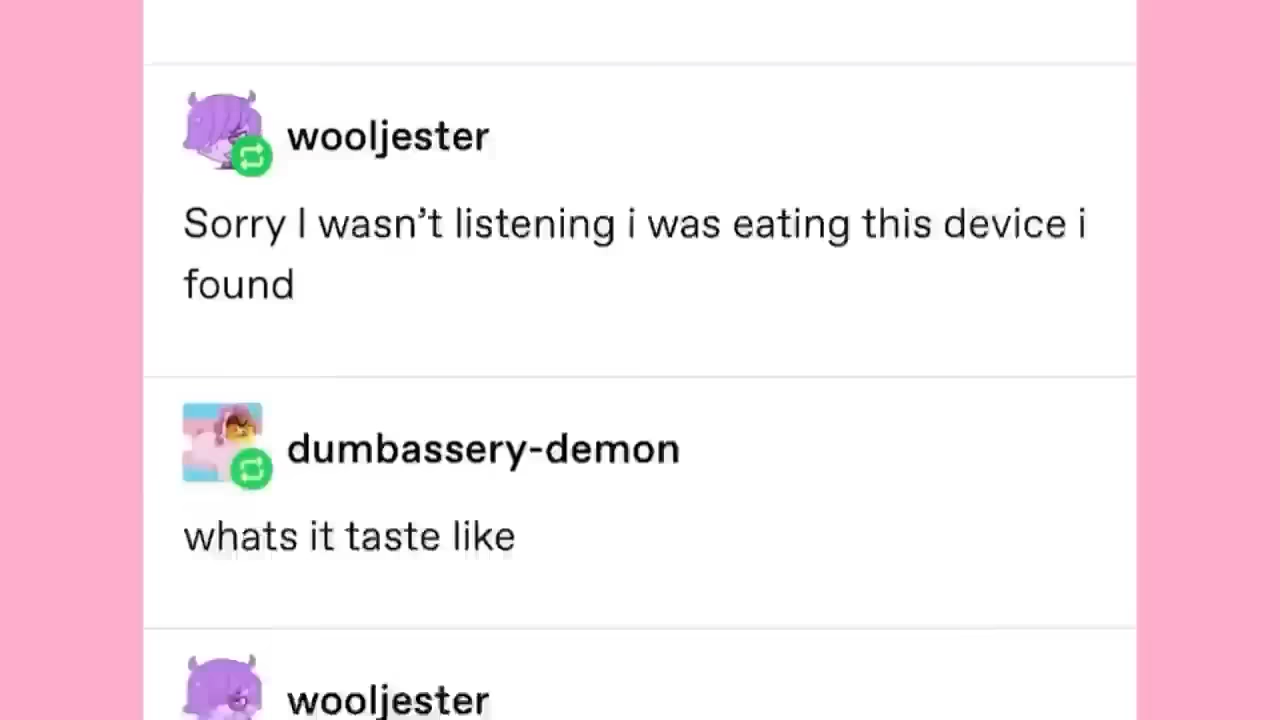 wooljester
Sorry I wasn’t listening i was eating this device i
found
dumbassery-demon
whats it taste like
wooljester